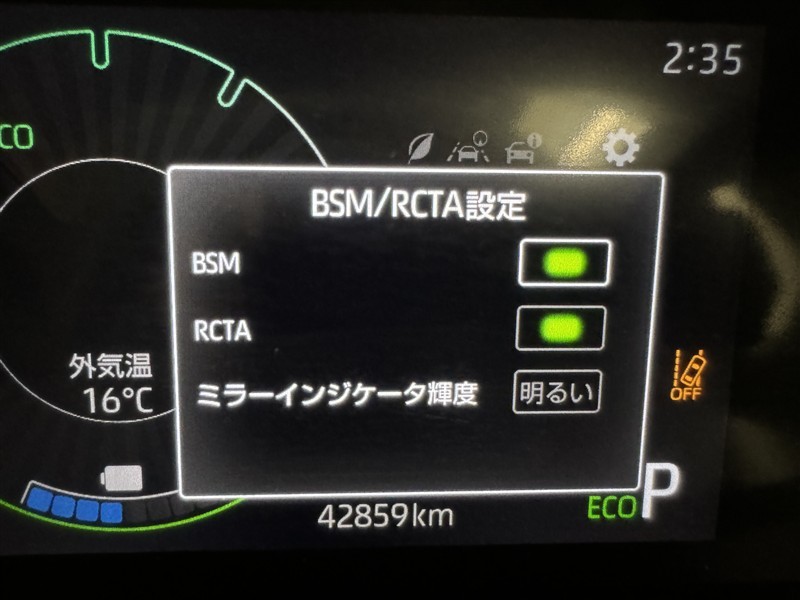 2:35
CO
BSM/RCTA設定
BSM
RCTA
外気温
16°C
ミラーインジケータ輝度
明るい
OFF
42859km
ECO
P